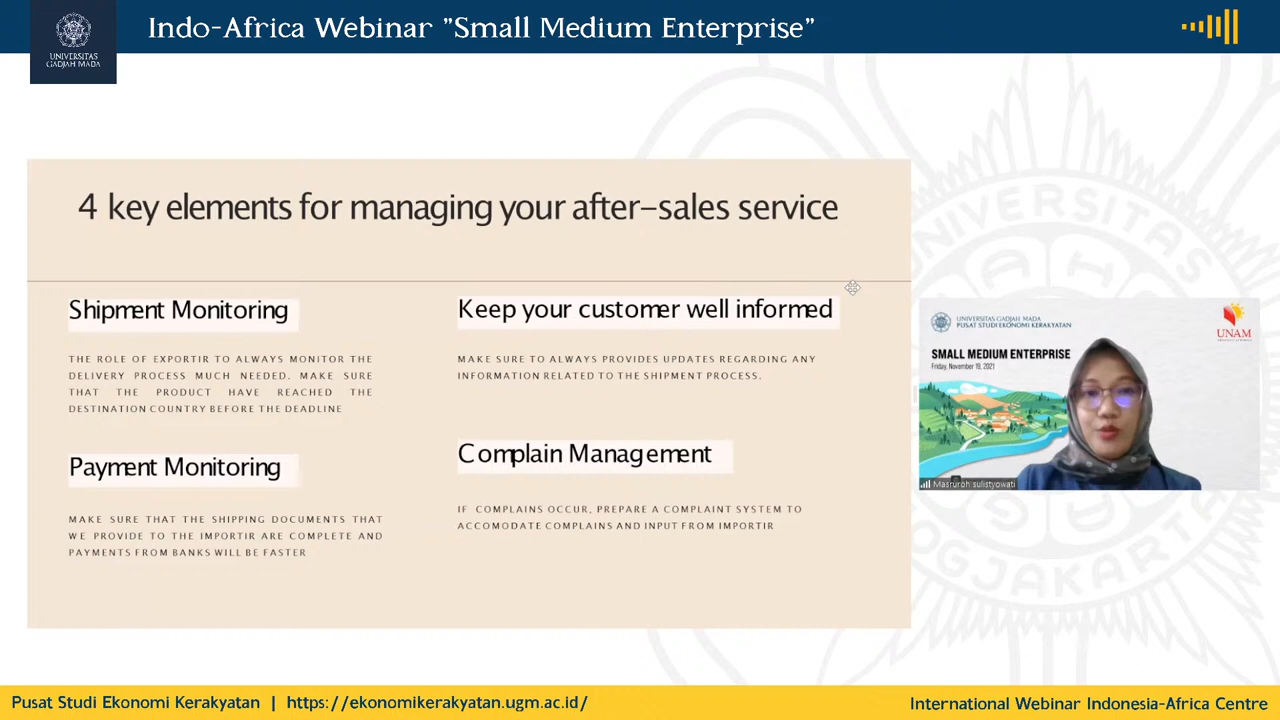 Indo-Africa Webinar "Small Medium Enterprise"
UNIVERSITAS
GADJAH MADA
4 key elements for managing your after-sales service
Shipment Monitoring
THE ROLE OF EXPORTIR TO ALWAYS MONITOR THE
DELIVERY PROCESS MUCH NEEDED. MAKE SURE
THAT THE PRODUCT HAVE REACHED THE
DESTINATION COUNTRY BEFORE THE DEADLINE
Payment Monitoring
MAKE SURE THAT THE SHIPPING DOCUMENTS THAT
WE PROVIDE TO THE IMPORTIR ARE COMPLETE AND
PAYMENTS FROM BANKS WILL BE FASTER
Keep your customer well informed
MAKE SURE TO ALWAYS PROVIDES UPDATES REGARDING ANY
INFORMATION RELATED TO THE SHIPMENT PROCESS.
Complain Management
IF COMPLAINS OCCUR, PREPARE A COMPLAINT SYSTEM TO
ACCOMODATE COMPLAINS AND INPUT FROM IMPORTIR
UNIVERSITAS GADJAH MADA
PUSAT STUDI EKONOMI KERAKYATAN
UNAM
SMALL MEDIUM ENTERPRISE
Friday, November 19, 2021
Masruroh sulistyowati
Pusat Studi Ekonomi Kerakyatan | https://ekonomikerakyatan.ugm.ac.id/
International Webinar Indonesia-Africa Centre